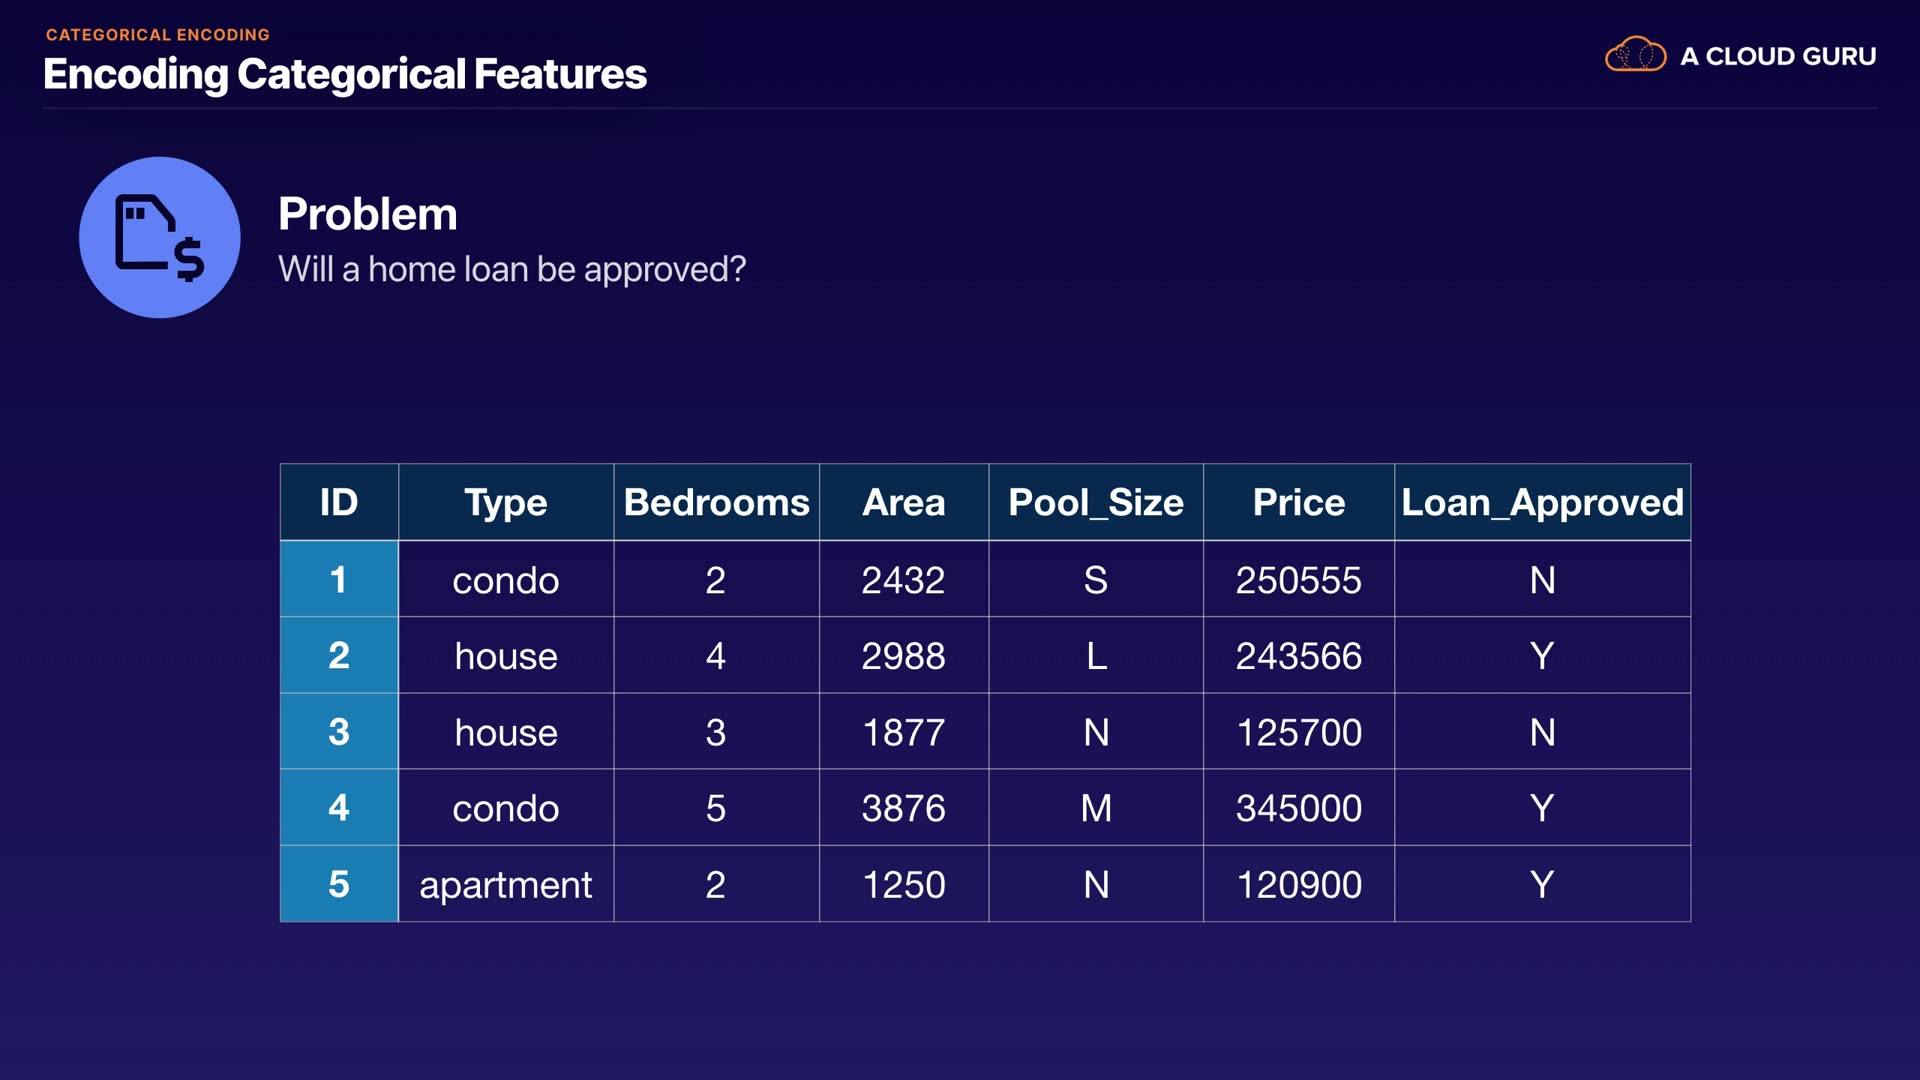 CATEGORICAL ENCODING
Encoding Categorical Features
A CLOUD GURU
Problem
Will a home loan be approved?
ID Type Bedrooms Area Pool_Size Price Loan_Approved
1 condo 2 2432 S 250555 N
2 house 4 2988 L 243566 Y
3 house 3 1877 N 125700 N
4 condo 5 3876 M 345000 Y
5 apartment 2 1250 N 120900 Y